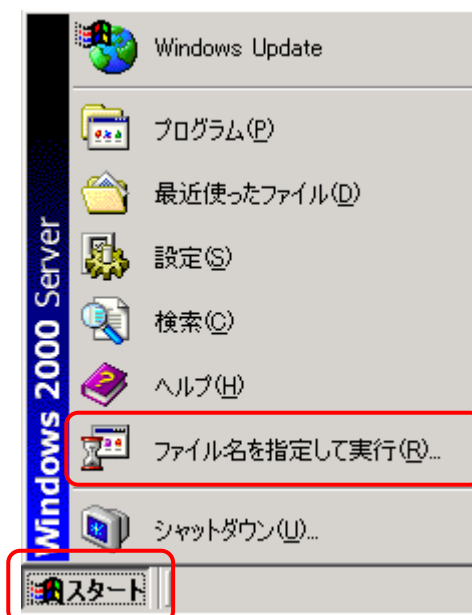 Windows Update
プログラム(P)
最近使ったファイル(D)
設定(S)
検索(C)
ヘルプ(H)
ファイル名を指定して実行(R)...
シャットダウン(U)...
Windows 2000 Server
スタート